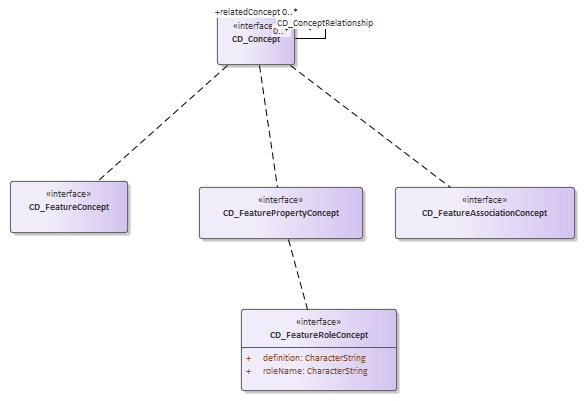 +relatedConcept 0..*
«interface
CD_ConceptRelationship
0..*
CD_Concept
«interface»
CD_FeatureConcept
«interface»
CD_FeaturePropertyConcept
«interface»
CD_FeatureAssociationConcept
«interface»
CD_FeatureRoleConcept
+ definition: CharacterString
+ roleName: CharacterString